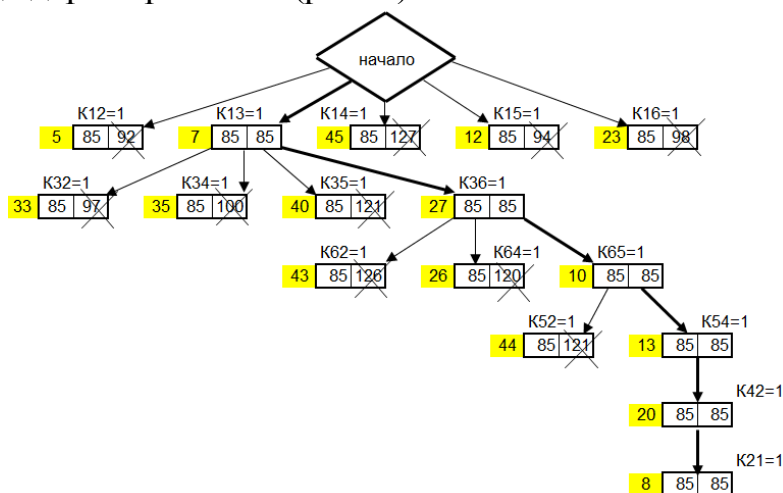 начало
К12=1 К13=1 К14=1 К15=1 К16=1
5 85 92 7 85 85 45 85 127 12 85 94 23 85 98
К32=1 К34=1 К35=1 К36=1
33 85 97 35 85 100 40 85 121 27 85 85
К62=1 К64=1 К65=1
43 85 126 26 85 120 10 85 85
К52=1 К54=1
44 85 121 13 85 85
К42=1
20 85 85
К21=1
8 85 85